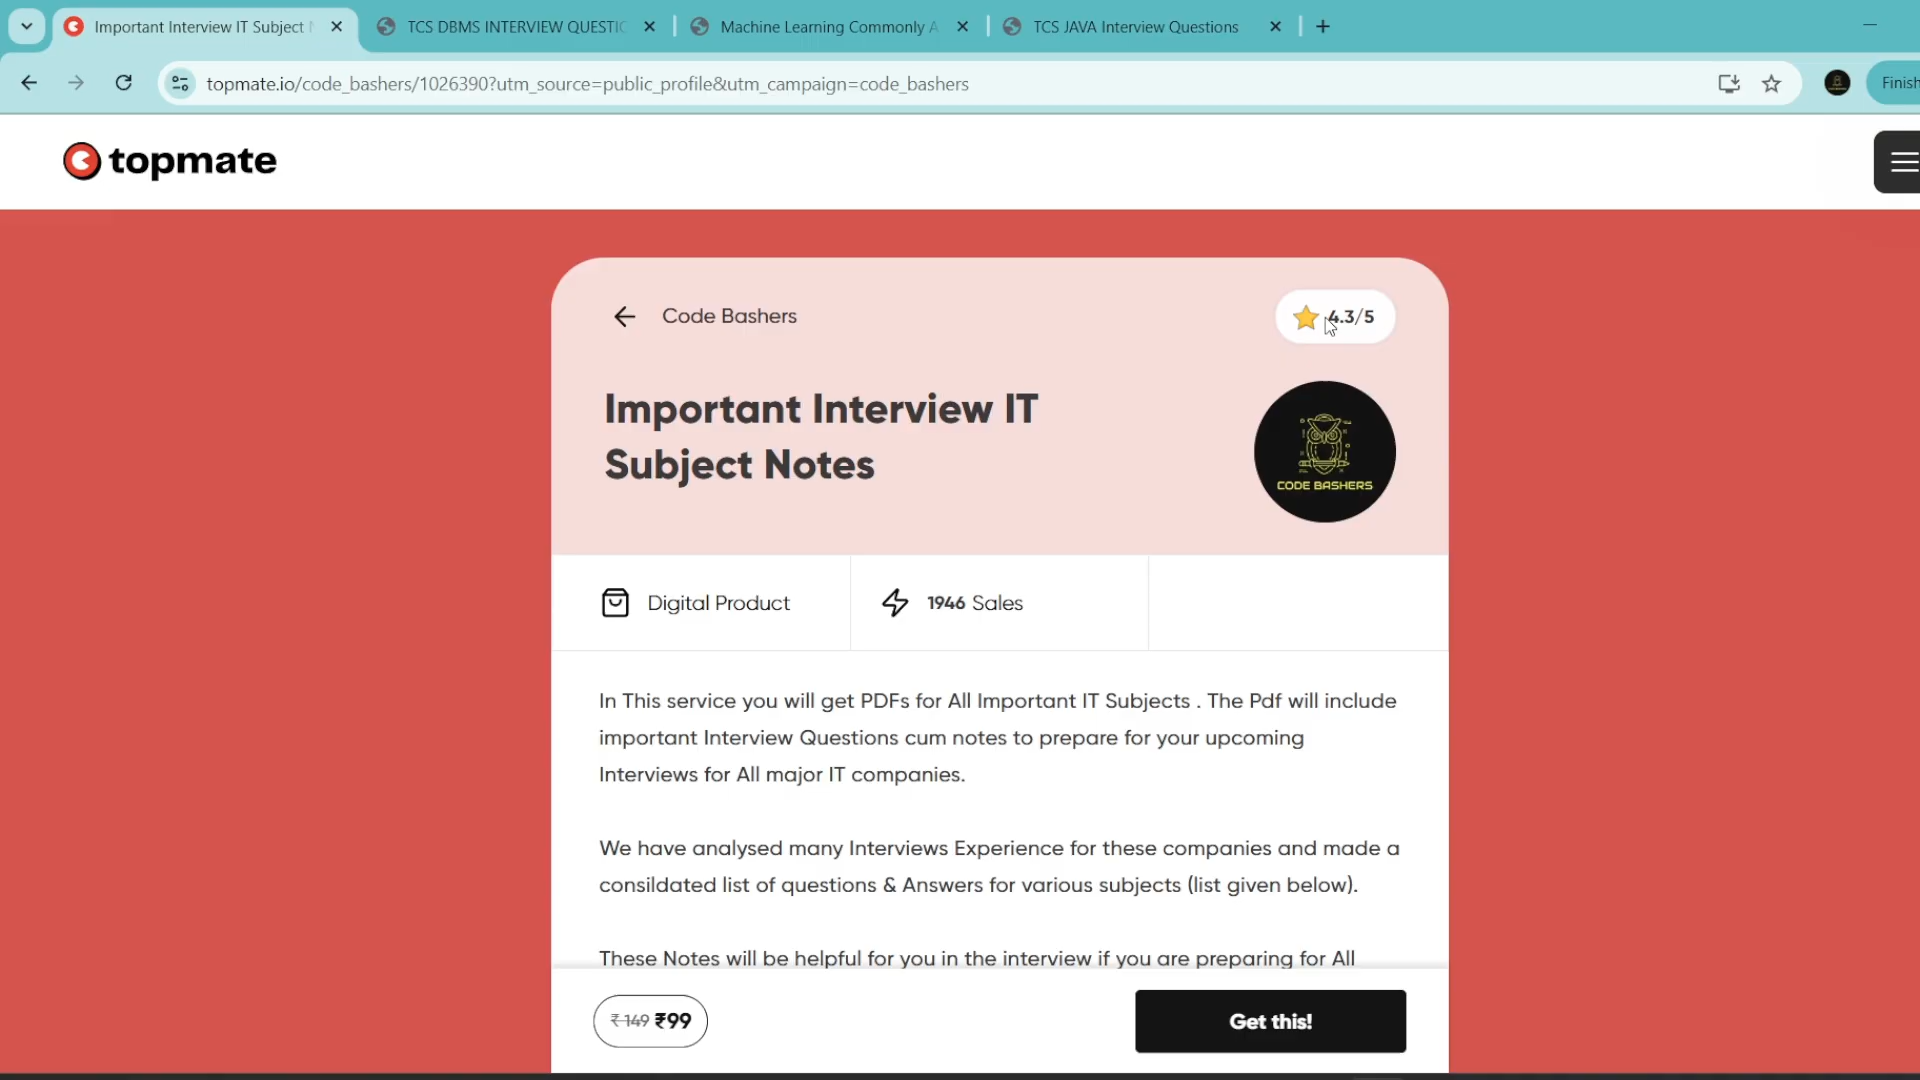 Important Interview IT Subject
TCS DBMS INTERVIEW QUESTIO
Machine Learning Commonly A
TCS JAVA Interview Questions
topmate.io/code_bashers/1026390?utm_source=public_profile&utm_campaign=code_bashers
Finish
topmate
Code Bashers
4.3/5
Important Interview IT
Subject Notes
CODE BASHERS
Digital Product
1946 Sales
In This service you will get PDFs for All Important IT Subjects . The Pdf will include
important Interview Questions cum notes to prepare for your upcoming
Interviews for All major IT companies.
We have analysed many Interviews Experience for these companies and made a
consildated list of questions & Answers for various subjects (list given below).
These Notes will be helpful for you in the interview if you are preparing for All
₹149 ₹99
Get this!